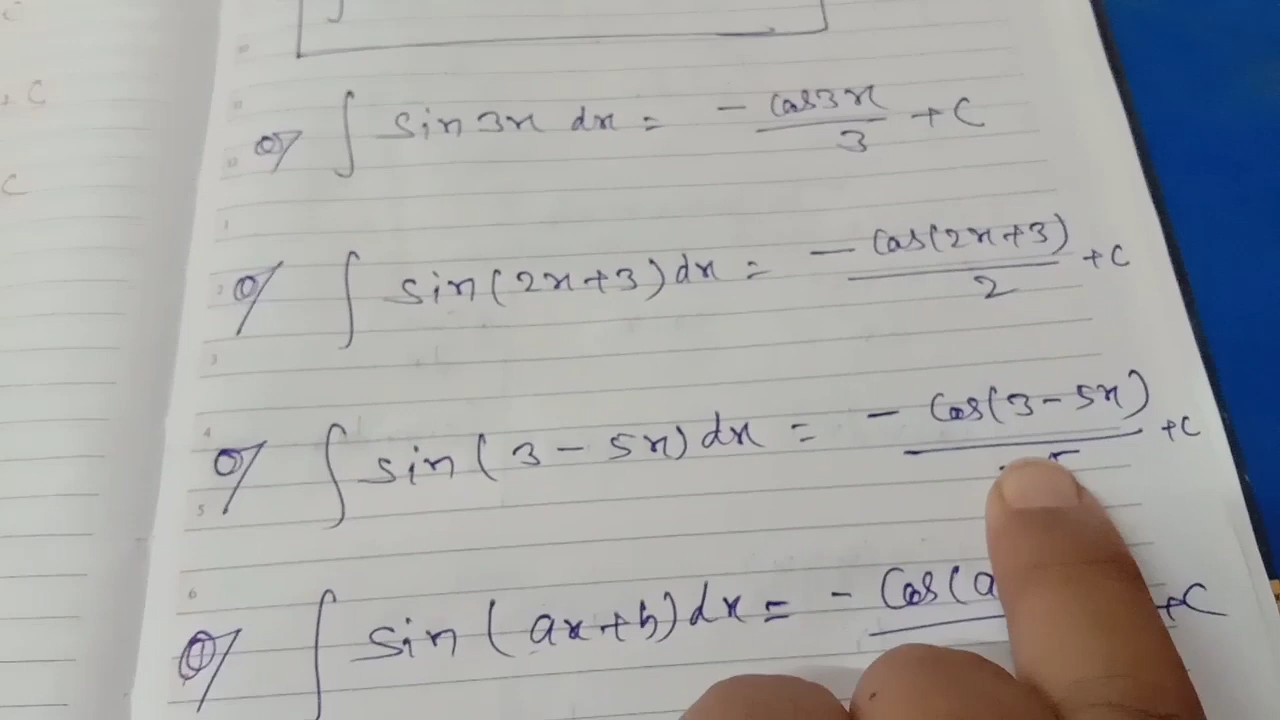 + C
C
∫ sin 3x dx = - cos3x/3 + C
∫ sin(2x+3)dx = - cos(2x+3)/2 + C
∫ sin(3-5x)dx = - cos(3-5x)/-5 + C
∫ sin(ax+b)dx = - cos(a +C